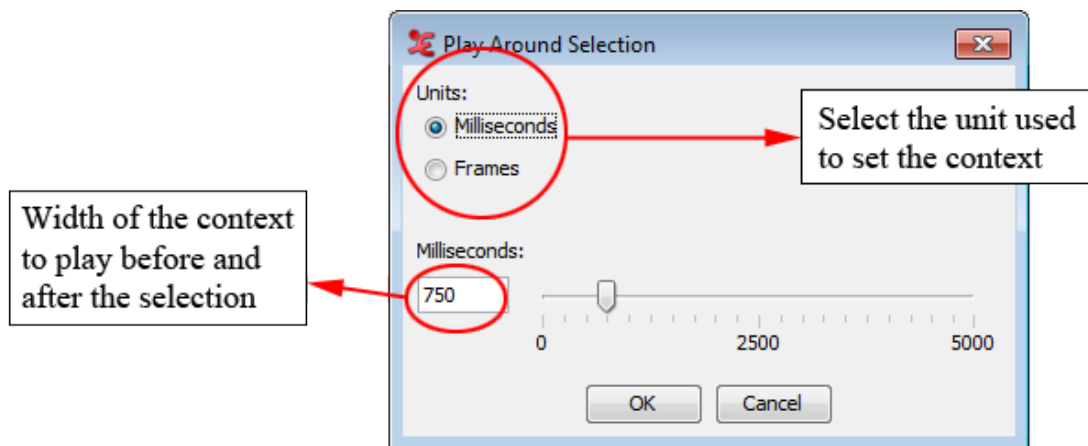 Play Around Selection
Units:
Milliseconds
Frames
Select the unit used
to set the context
Width of the context
to play before and
after the selection
Milliseconds:
750
0 2500 5000
OK Cancel